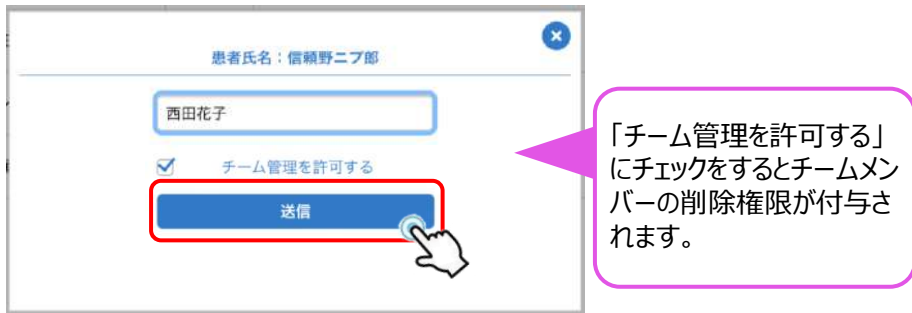 患者氏名：信頼野ニプ郎
西田花子
チーム管理を許可する
送信
「チーム管理を許可する」
にチェックをするとチームメン
バーの削除権限が付与さ
れます。